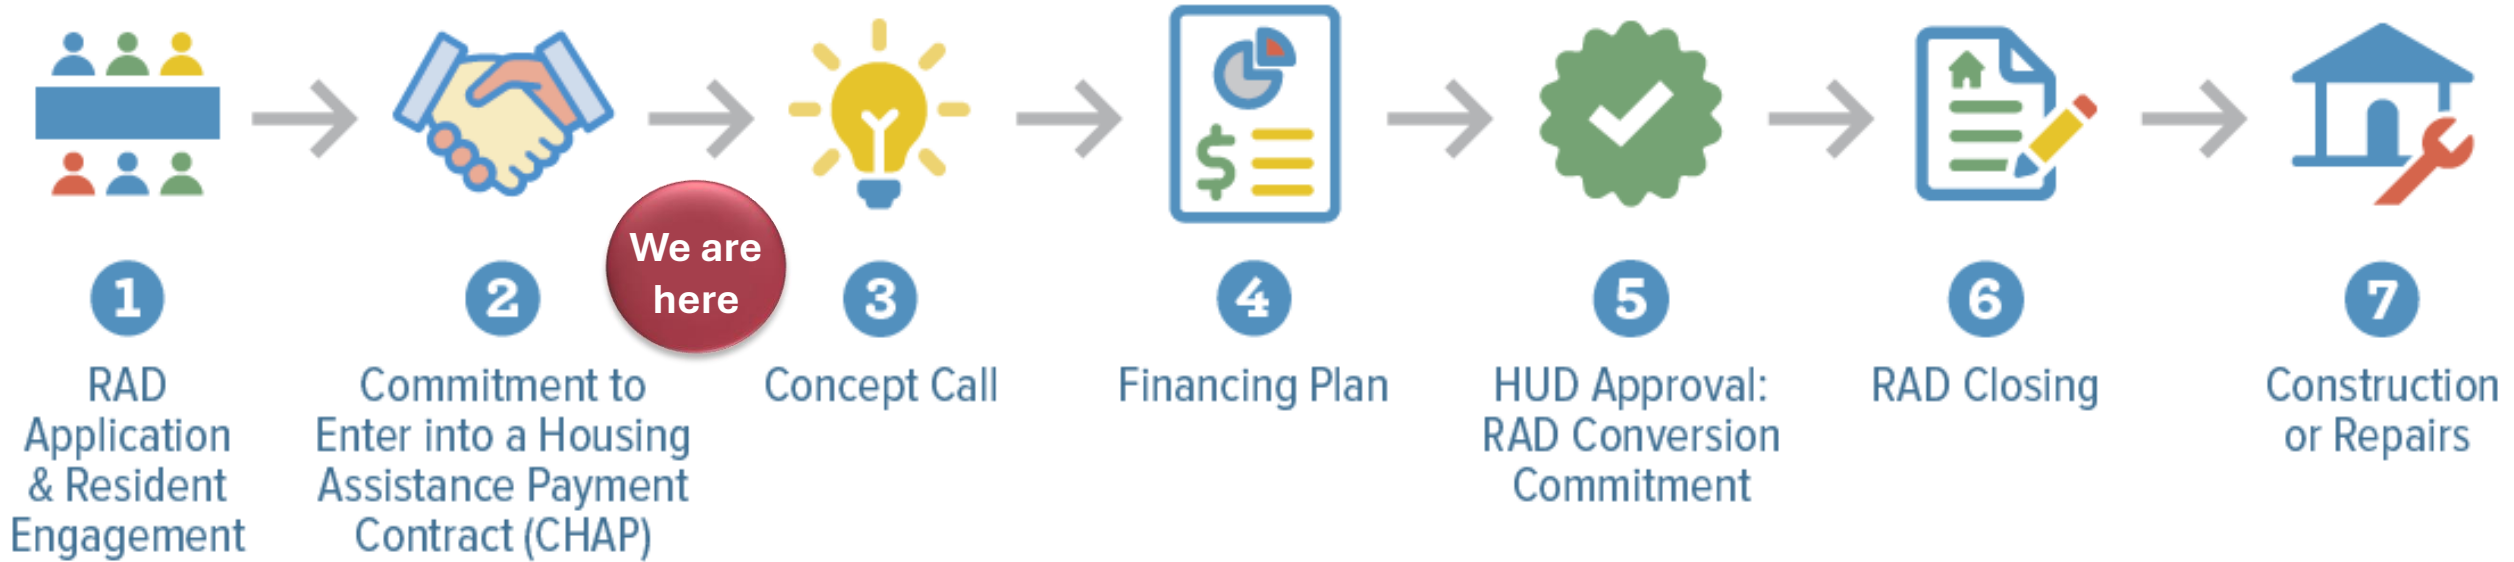 We are
here
1
RAD
Application
& Resident
Engagement
2
Commitment to
Enter into a Housing
Assistance Payment
Contract (CHAP)
3
Concept Call
$
4
Financing Plan
5
HUD Approval:
RAD Conversion
Commitment
6
RAD Closing
7
Construction
or Repairs